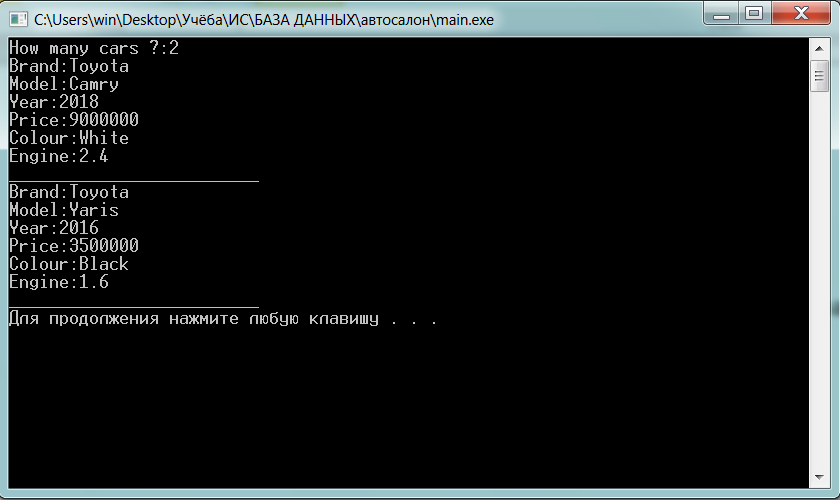 C:\Users\win\Desktop\Учёба\ИС\БАЗА ДАННЫХ\автосалон\main.exe
How many cars ?:2
Brand:Toyota
Model:Camry
Year:2018
Price:9000000
Colour:White
Engine:2.4
_________________________
Brand:Toyota
Model:Yaris
Year:2016
Price:3500000
Colour:Black
Engine:1.6
_________________________
Для продолжения нажмите любую клавишу . . .